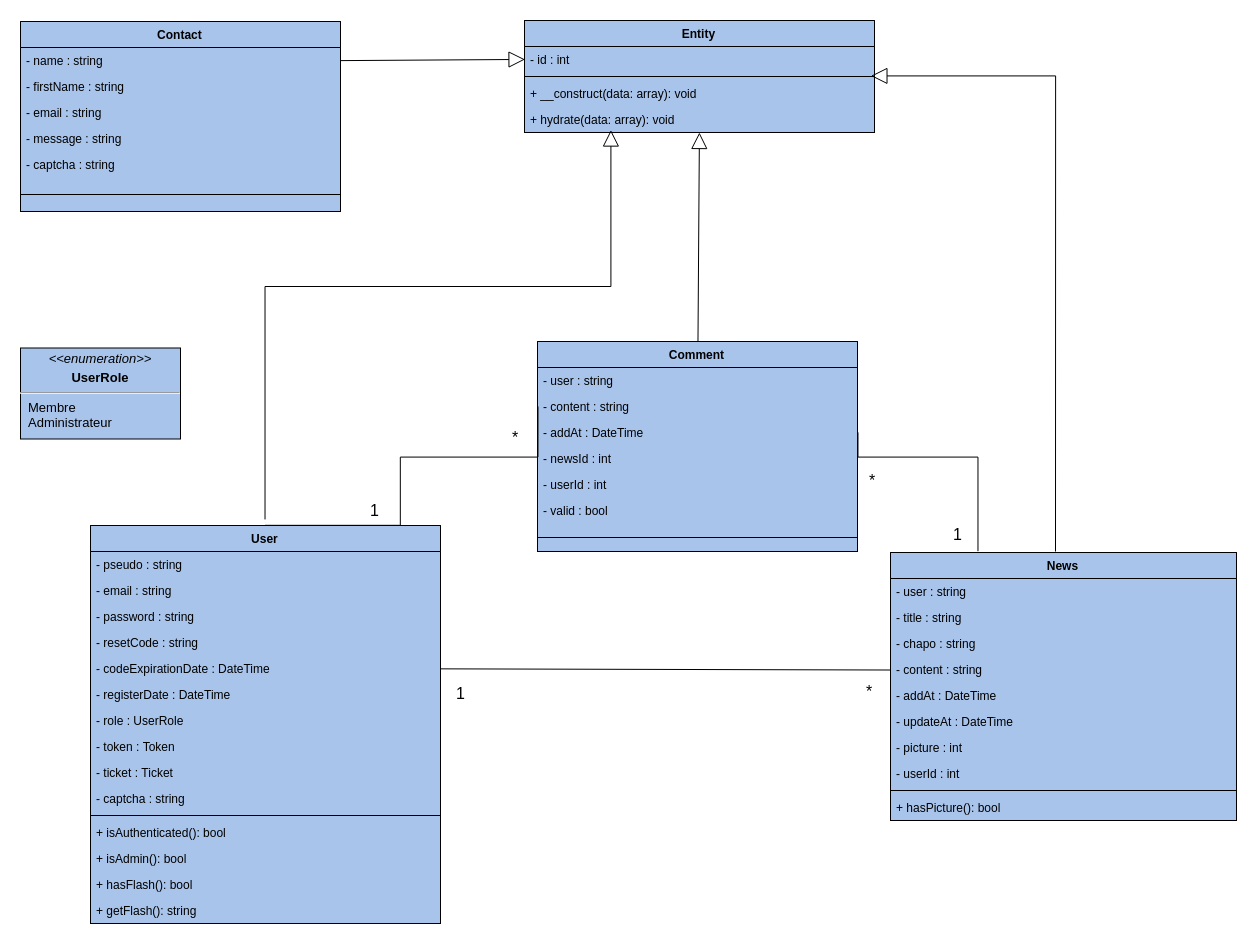 Contact
- name : string
- firstName : string
- email : string
- message : string
- captcha : string
Entity
- id : int
+ __construct(data: array): void
+ hydrate(data: array): void
<<enumeration>>
UserRole
Membre
Administrateur
Comment
- user : string
- content : string
- addAt : DateTime
- newsId : int
- userId : int
- valid : bool
*
1
*
1
User
- pseudo : string
- email : string
- password : string
- resetCode : string
- codeExpirationDate : DateTime
- registerDate : DateTime
- role : UserRole
- token : Token
- ticket : Ticket
- captcha : string
+ isAuthenticated(): bool
+ isAdmin(): bool
+ hasFlash(): bool
+ getFlash(): string
1
*
News
- user : string
- title : string
- chapo : string
- content : string
- addAt : DateTime
- updateAt : DateTime
- picture : int
- userId : int
+ hasPicture(): bool